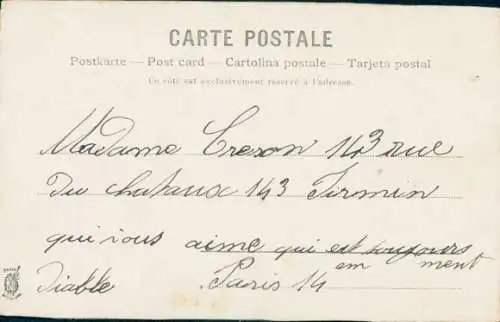 CARTE POSTALE
Postkarte — Post card — Cartolina postale — Tarjeta postal
Ce côté est exclusivement réservé à l'adresse.
Madame Creson 143 rue
Du chataux 143 Firmin
qui vous aime qui est toujours
em ment
Diable Paris 14